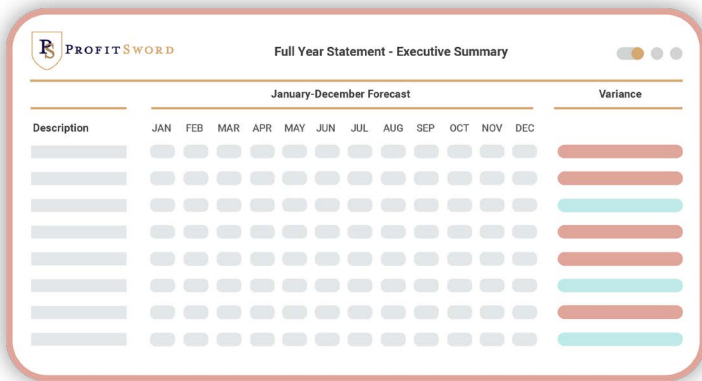 PS PROFITSWORD
Full Year Statement - Executive Summary
January-December Forecast
Variance
Description
JAN FEB MAR APR MAY JUN JUL AUG SEP OCT NOV DEC